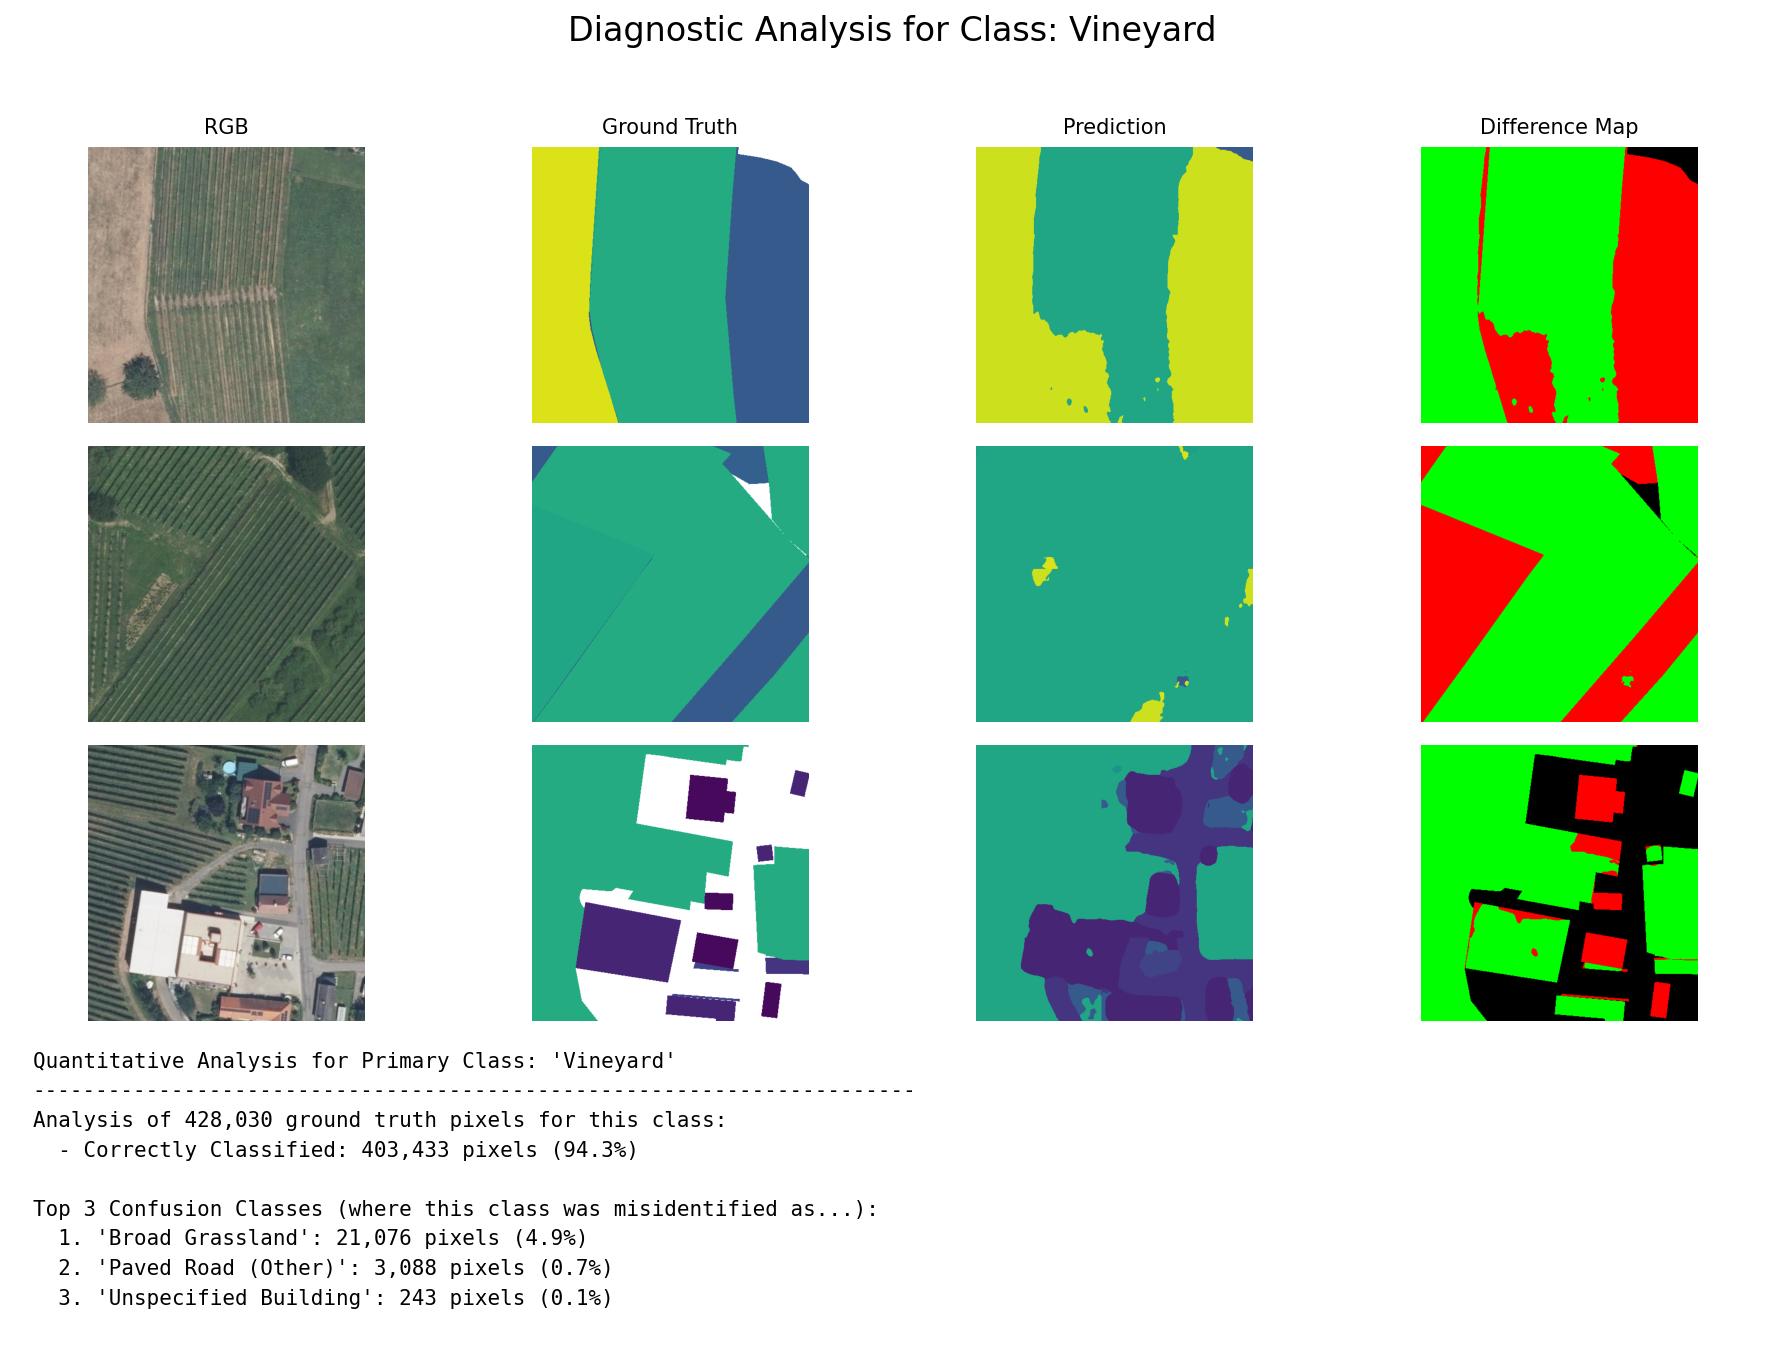 Diagnostic Analysis for Class: Vineyard
RGB
Ground Truth
Prediction
Difference Map
Quantitative Analysis for Primary Class: 'Vineyard'
----------------------------------------------------------------------
Analysis of 428,030 ground truth pixels for this class:
- Correctly Classified: 403,433 pixels (94.3%)
Top 3 Confusion Classes (where this class was misidentified as...):
1. 'Broad Grassland': 21,076 pixels (4.9%)
2. 'Paved Road (Other)': 3,088 pixels (0.7%)
3. 'Unspecified Building': 243 pixels (0.1%)